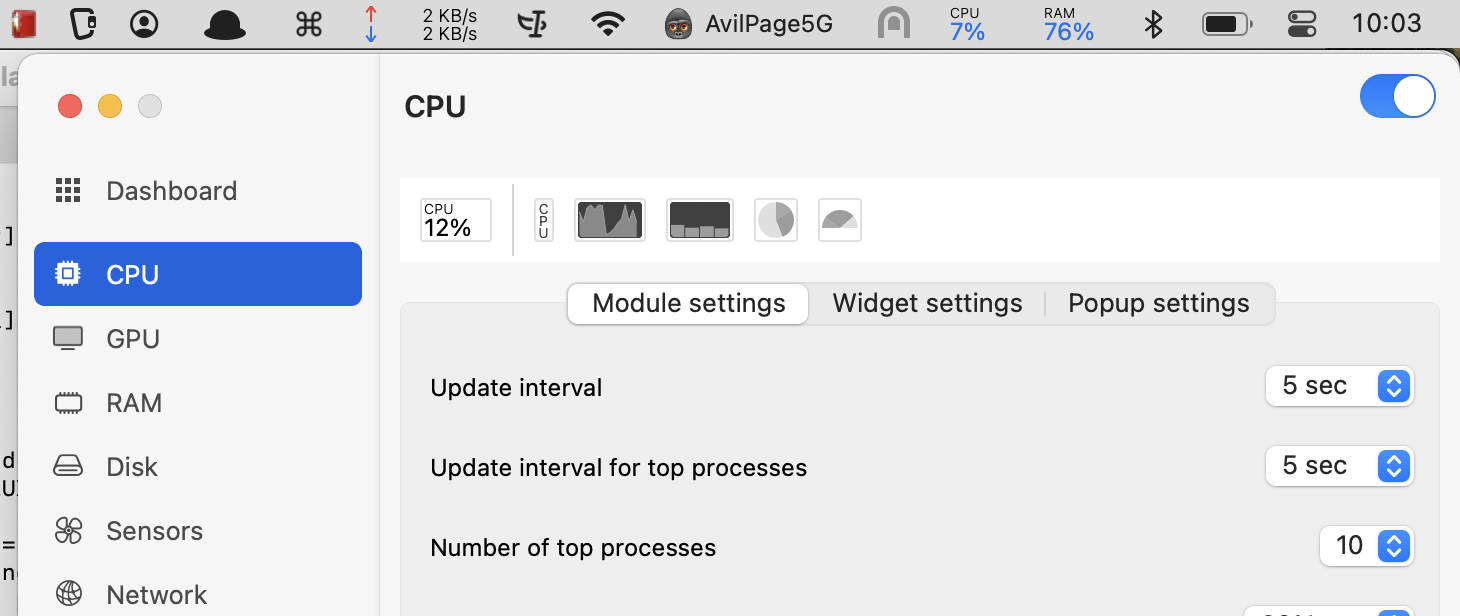 2 KB/s
2 KB/s
AvilPage5G
CPU
7%
RAM
76%
10:03
CPU
Dashboard
CPU
12%
CPU
CPU
GPU
RAM
Disk
Sensors
Network
Module settings
Widget settings
Popup settings
Update interval
5 sec
Update interval for top processes
5 sec
Number of top processes
10